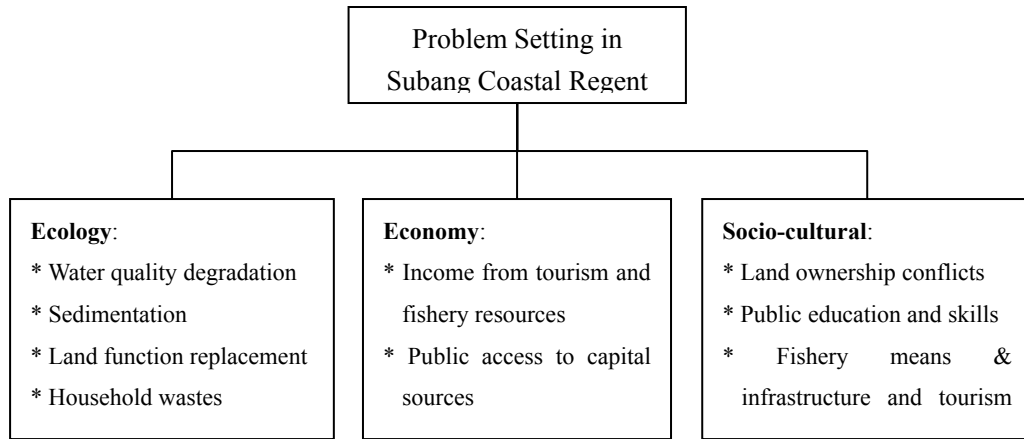 Problem Setting in
Subang Coastal Regent
Ecology:
* Water quality degradation
* Sedimentation
* Land function replacement
* Household wastes
Economy:
* Income from tourism and
fishery resources
* Public access to capital
sources
Socio-cultural:
* Land ownership conflicts
* Public education and skills
* Fishery means &
infrastructure and tourism